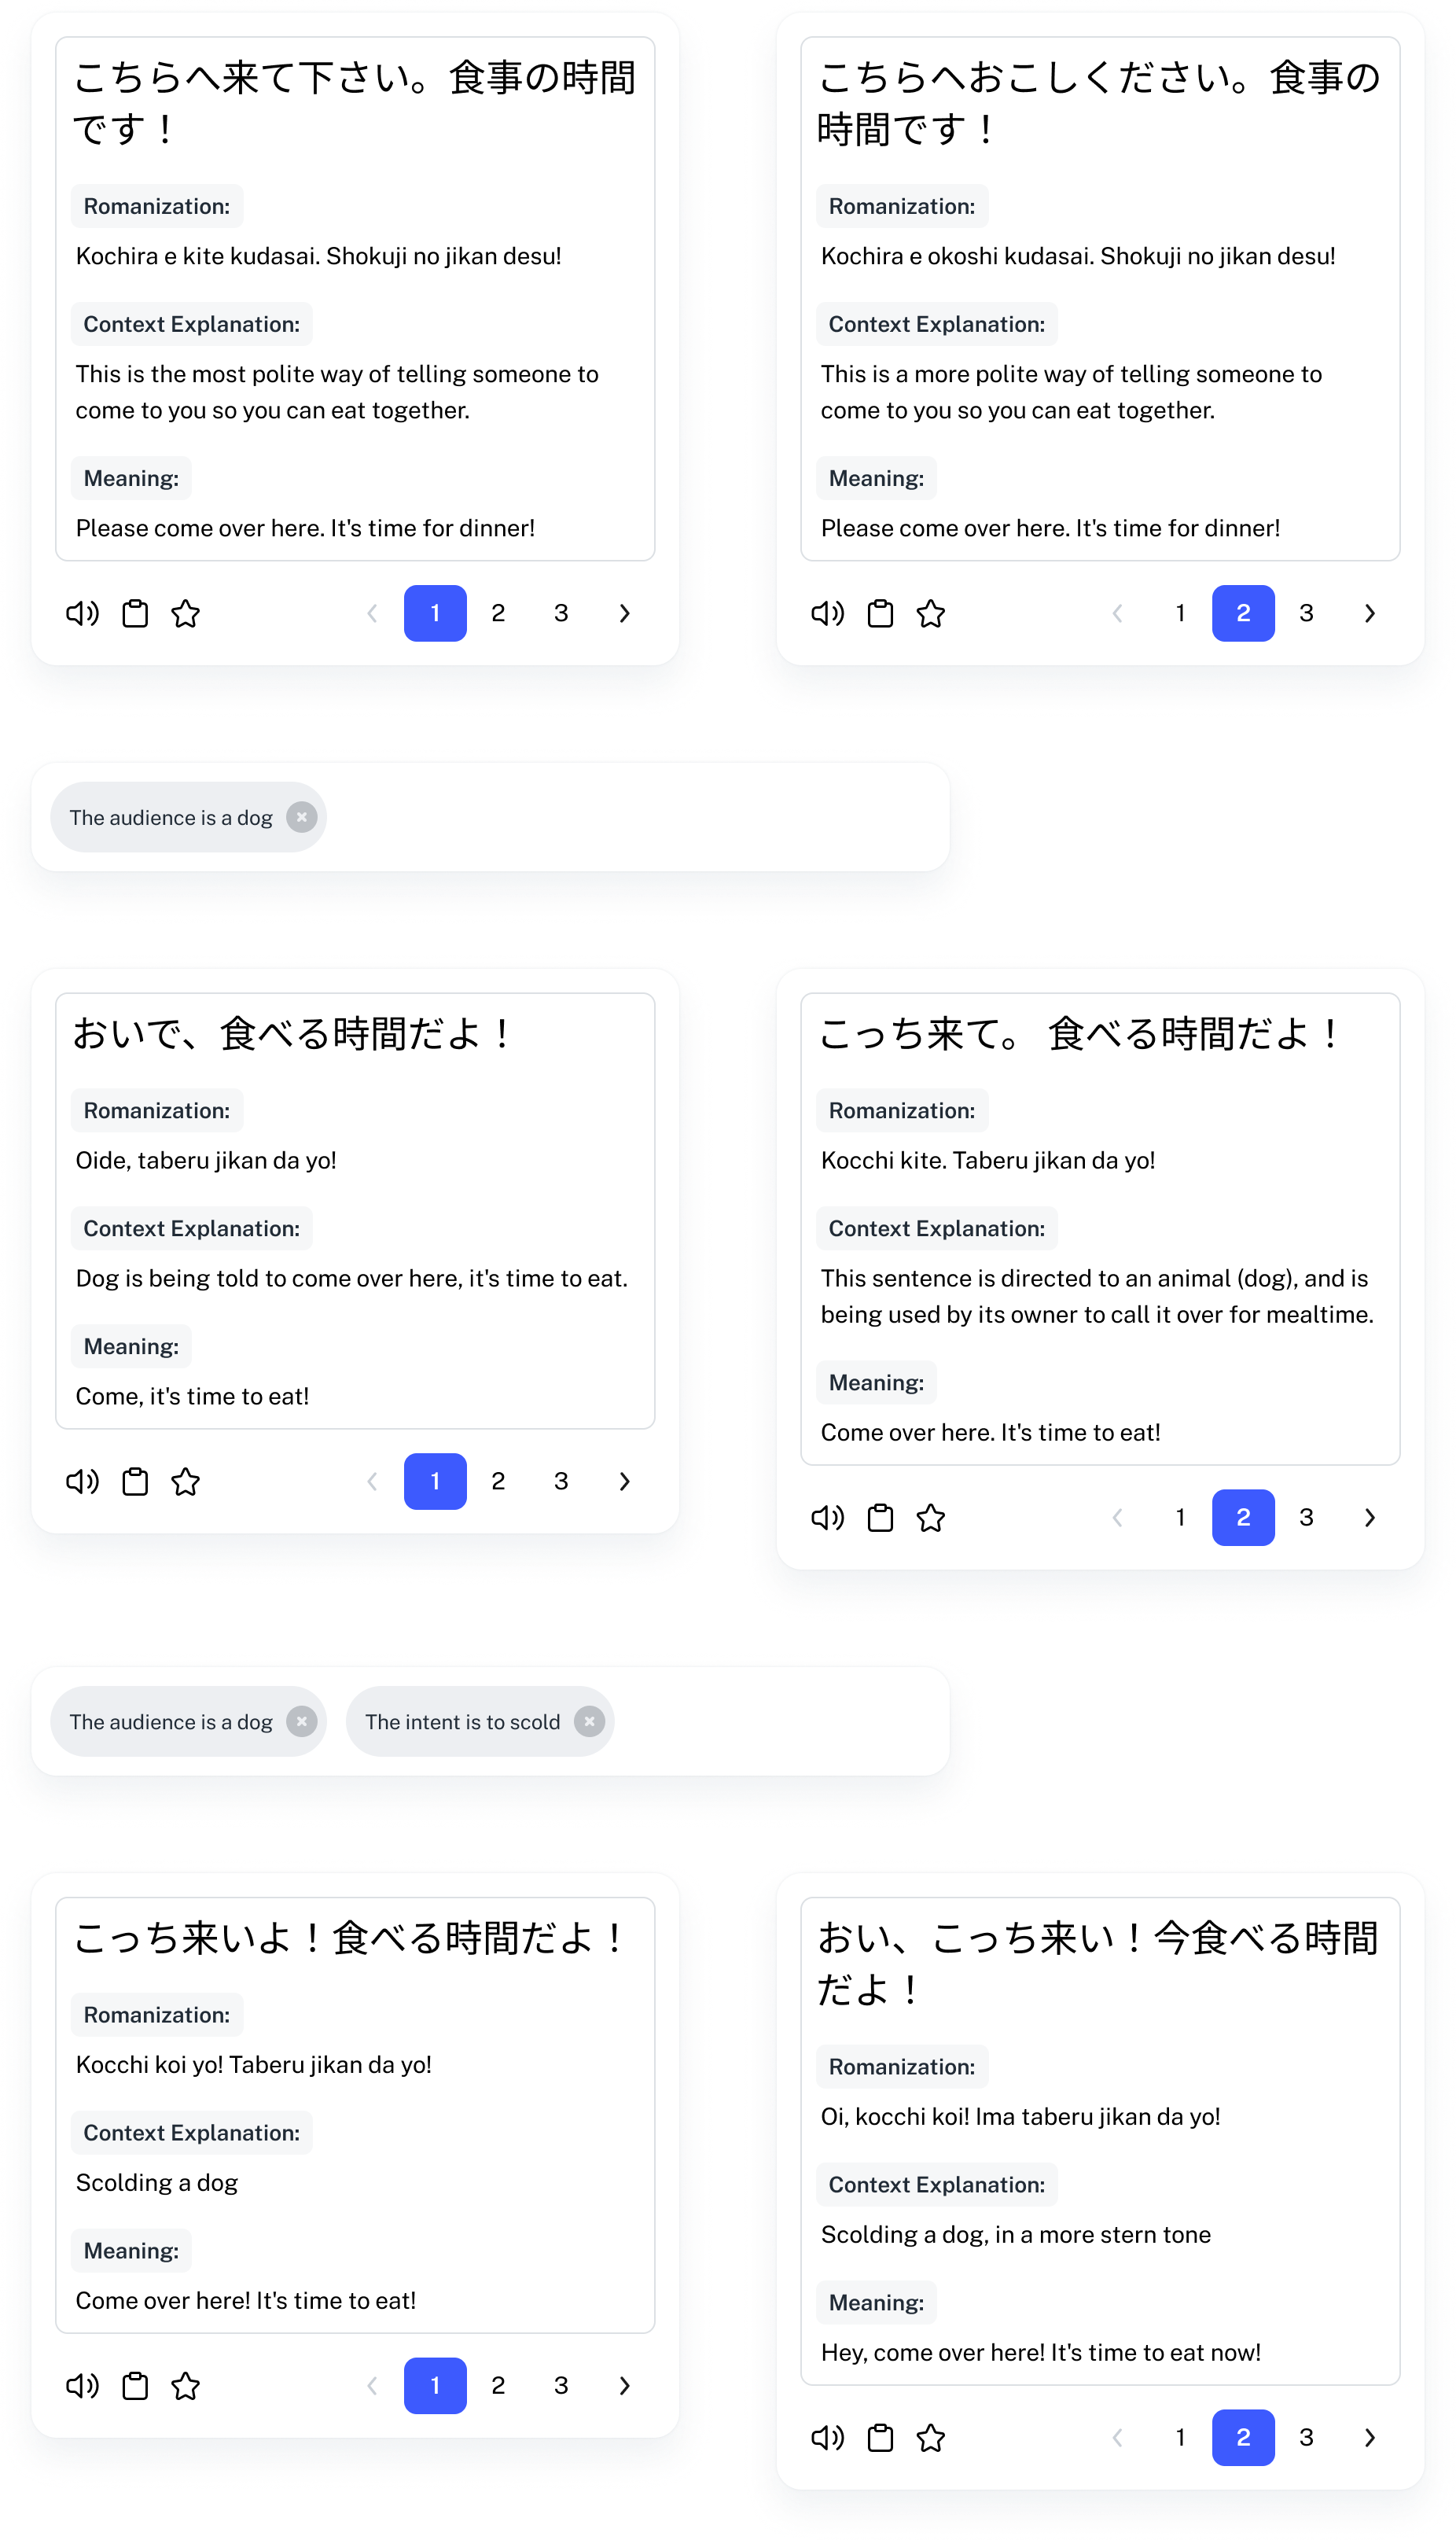 こちらへ来て下さい。食事の時間
です！
Romanization:
Kochira e kite kudasai. Shokuji no jikan desu!
Context Explanation:
This is the most polite way of telling someone to
come to you so you can eat together.
Meaning:
Please come over here. It's time for dinner!
1 2 3
こちらへおこしください。食事の
時間です！
Romanization:
Kochira e okoshi kudasai. Shokuji no jikan desu!
Context Explanation:
This is a more polite way of telling someone to
come to you so you can eat together.
Meaning:
Please come over here. It's time for dinner!
1 2 3
The audience is a dog
おいで、食べる時間だよ！
Romanization:
Oide, taberu jikan da yo!
Context Explanation:
Dog is being told to come over here, it's time to eat.
Meaning:
Come, it's time to eat!
1 2 3
こっち来て。 食べる時間だよ！
Romanization:
Kocchi kite. Taberu jikan da yo!
Context Explanation:
This sentence is directed to an animal (dog), and is
being used by its owner to call it over for mealtime.
Meaning:
Come over here. It's time to eat!
1 2 3
The audience is a dog
The intent is to scold
こっち来いよ！食べる時間だよ！
Romanization:
Kocchi koi yo! Taberu jikan da yo!
Context Explanation:
Scolding a dog
Meaning:
Come over here! It's time to eat!
1 2 3
おい、こっち来い！今食べる時間
だよ！
Romanization:
Oi, kocchi koi! Ima taberu jikan da yo!
Context Explanation:
Scolding a dog, in a more stern tone
Meaning:
Hey, come over here! It's time to eat now!
1 2 3